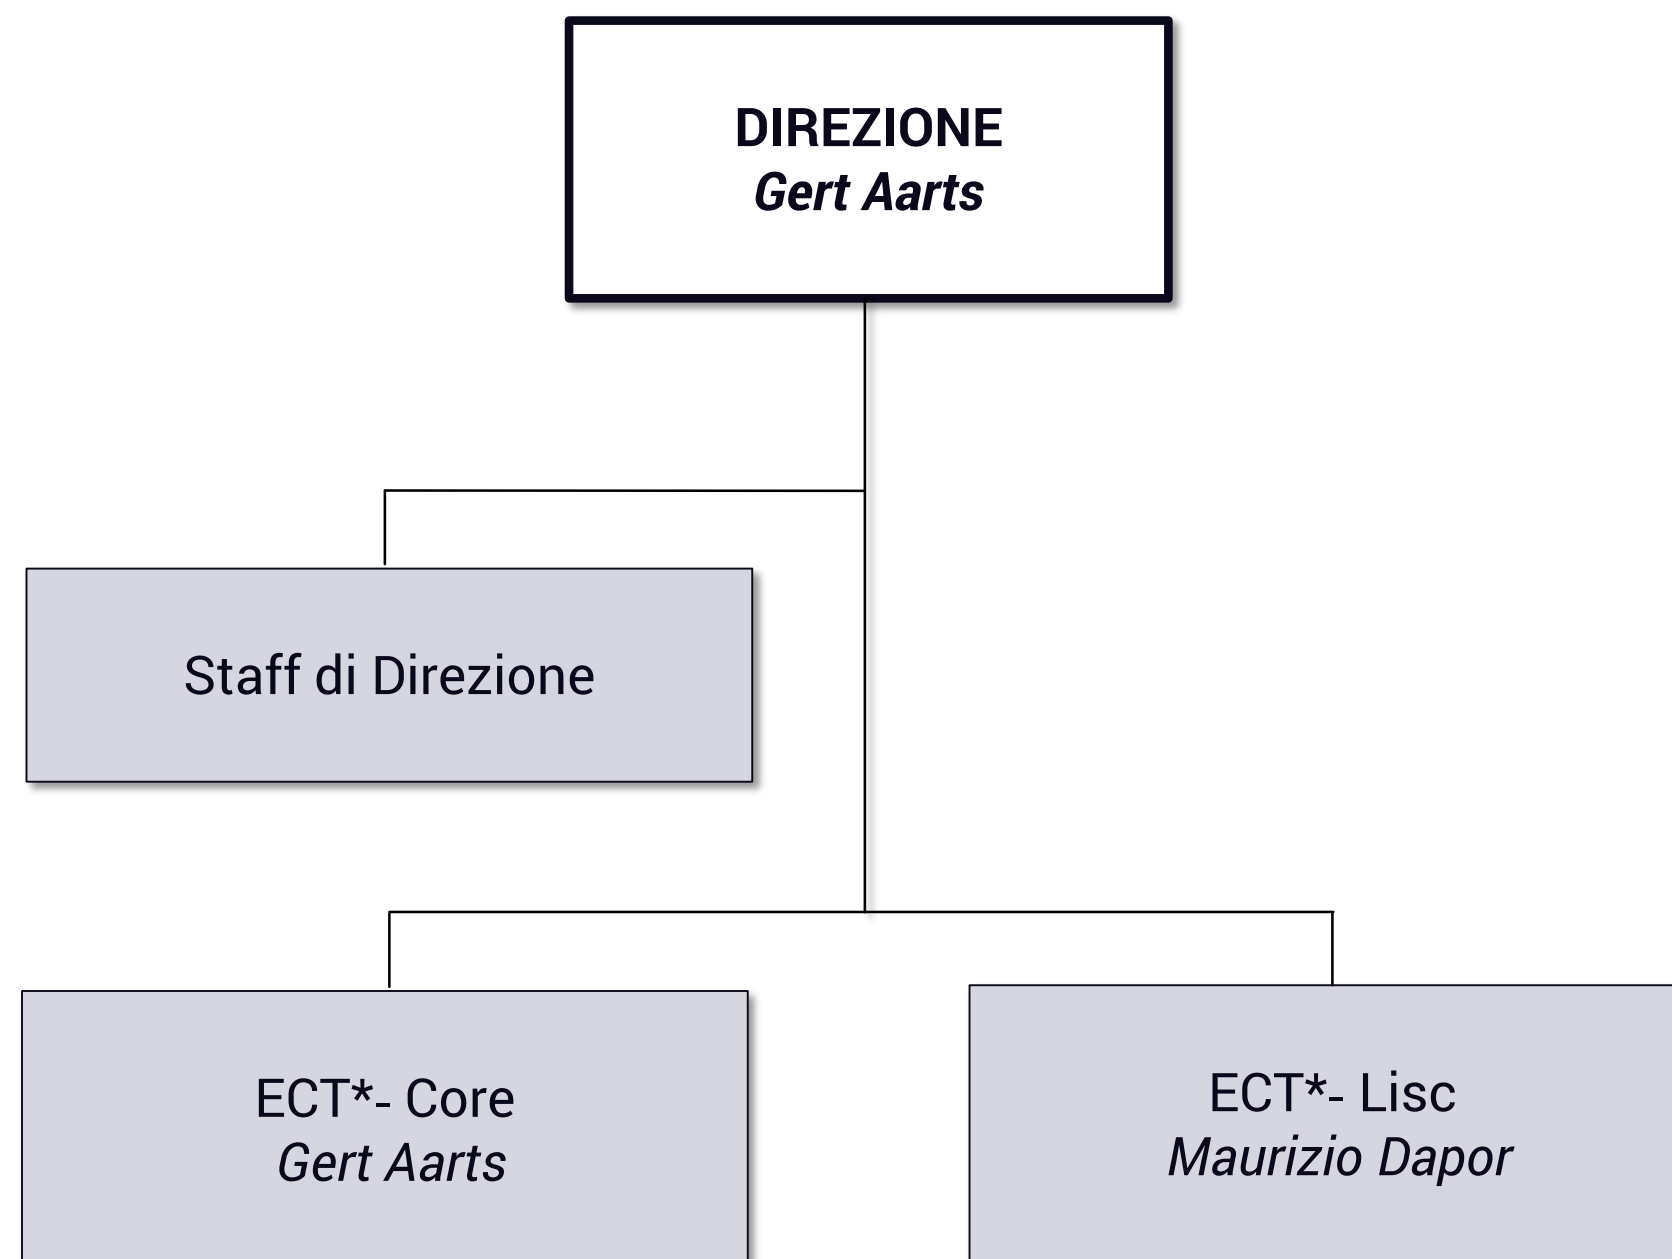 DIREZIONE
Gert Aarts
Staff di Direzione
ECT*- Core
Gert Aarts
ECT*- Lisc
Maurizio Dapor